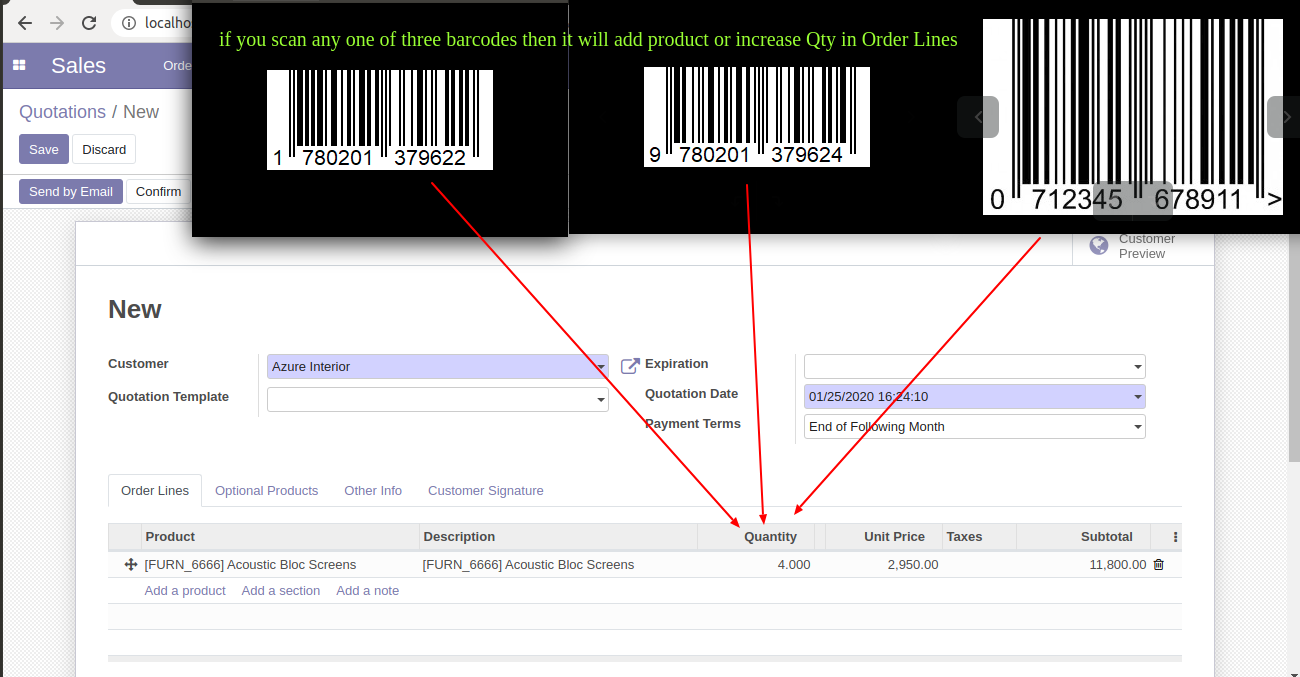 localho
if you scan any one of three barcodes then it will add product or increase Qty in Order Lines
Sales Orde
Quotations / New
Save Discard
1 780201 379622
9 780201 379624
0 712345 678911 >
Send by Email Confirm
Customer
Preview
New
Customer Azure Interior Expiration
Quotation Template Quotation Date 01/25/2020 16:24:10
Payment Terms End of Following Month
Order Lines Optional Products Other Info Customer Signature
Product Description Quantity Unit Price Taxes Subtotal
[FURN_6666] Acoustic Bloc Screens [FURN_6666] Acoustic Bloc Screens 4.000 2,950.00 11,800.00
Add a product Add a section Add a note